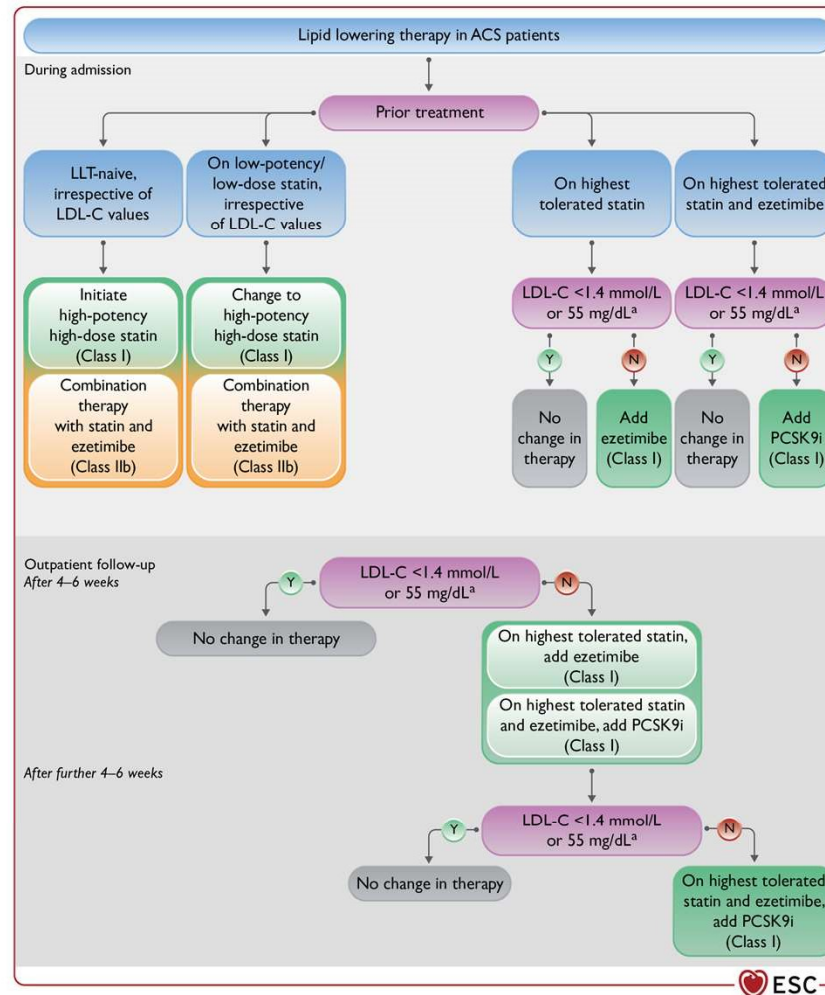 Lipid lowering therapy in ACS patients
During admission
Prior treatment
LLT-naive,
irrespective of
LDL-C values
On low-potency/
low-dose statin,
irrespective
of LDL-C values
On highest
tolerated statin
On highest tolerated
statin and ezetimibe
Initiate
high-potency
high-dose statin
(Class I)
Change to
high-potency
high-dose statin
(Class I)
LDL-C <1.4 mmol/L
or 55 mg/dLᵃ
LDL-C <1.4 mmol/L
or 55 mg/dLᵃ
Y
N
Y
N
Combination
therapy
with statin and
ezetimibe
(Class IIb)
Combination
therapy
with statin and
ezetimibe
(Class IIb)
No
change in
therapy
Add
ezetimibe
(Class I)
No
change in
therapy
Add
PCSK9i
(Class I)
Outpatient follow-up
After 4–6 weeks
Y
LDL-C <1.4 mmol/L
or 55 mg/dLᵃ
N
No change in therapy
On highest tolerated statin,
add ezetimibe
(Class I)
On highest tolerated statin
and ezetimibe, add PCSK9i
(Class I)
After further 4–6 weeks
Y
LDL-C <1.4 mmol/L
or 55 mg/dLᵃ
N
No change in therapy
On highest tolerated
statin and ezetimibe,
add PCSK9i
(Class I)
ESC